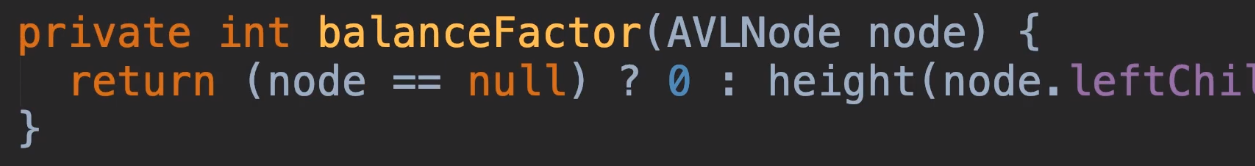 private int balanceFactor(AVLNode node) {
return (node == null) ? 0 : height(node.leftChil
}